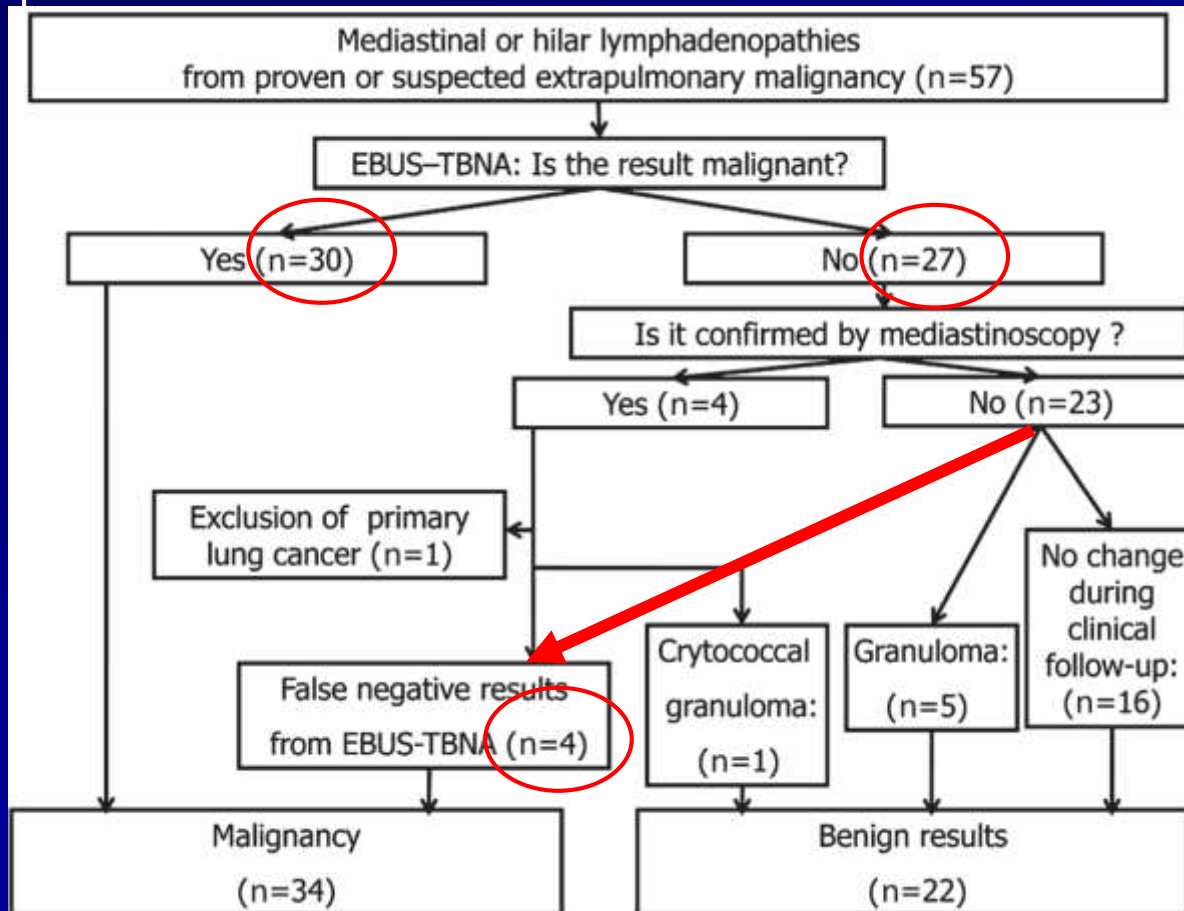 Mediastinal or hilar lymphadenopathies
from proven or suspected extrapulmonary malignancy (n=57)
EBUS–TBNA: Is the result malignant?
Yes (n=30)
No (n=27)
Is it confirmed by mediastinoscopy ?
Yes (n=4)
No (n=23)
Exclusion of primary
lung cancer (n=1)
False negative results
from EBUS-TBNA (n=4)
Crytococcal
granuloma:
(n=1)
Granuloma:
(n=5)
No change
during
clinical
follow-up:
(n=16)
Malignancy
(n=34)
Benign results
(n=22)